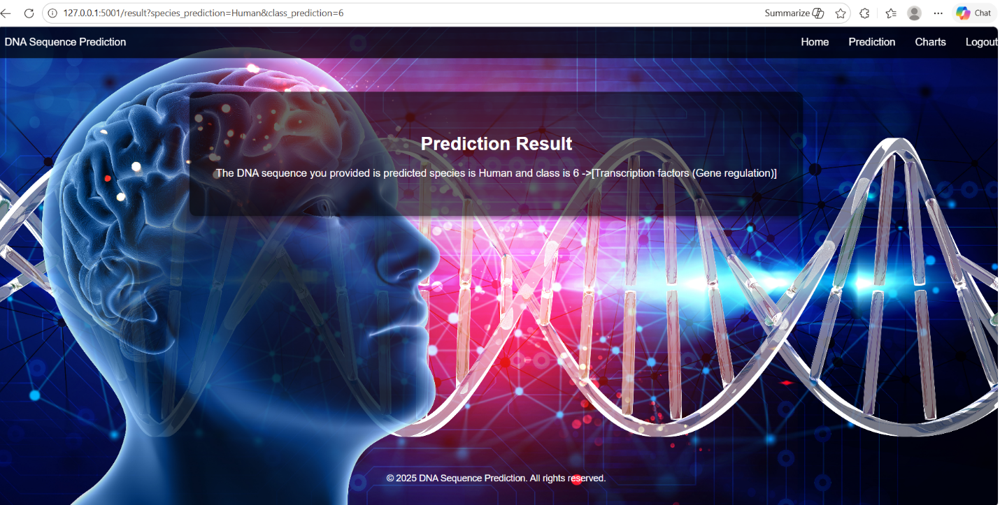 127.0.0.1:5001/result?species_prediction=Human&class_prediction=6 Summarize Chat
DNA Sequence Prediction Home Prediction Charts Logout
Prediction Result
The DNA sequence you provided is predicted species is Human and class is 6 ->[Transcription factors (Gene regulation)]
© 2025 DNA Sequence Prediction. All rights reserved.